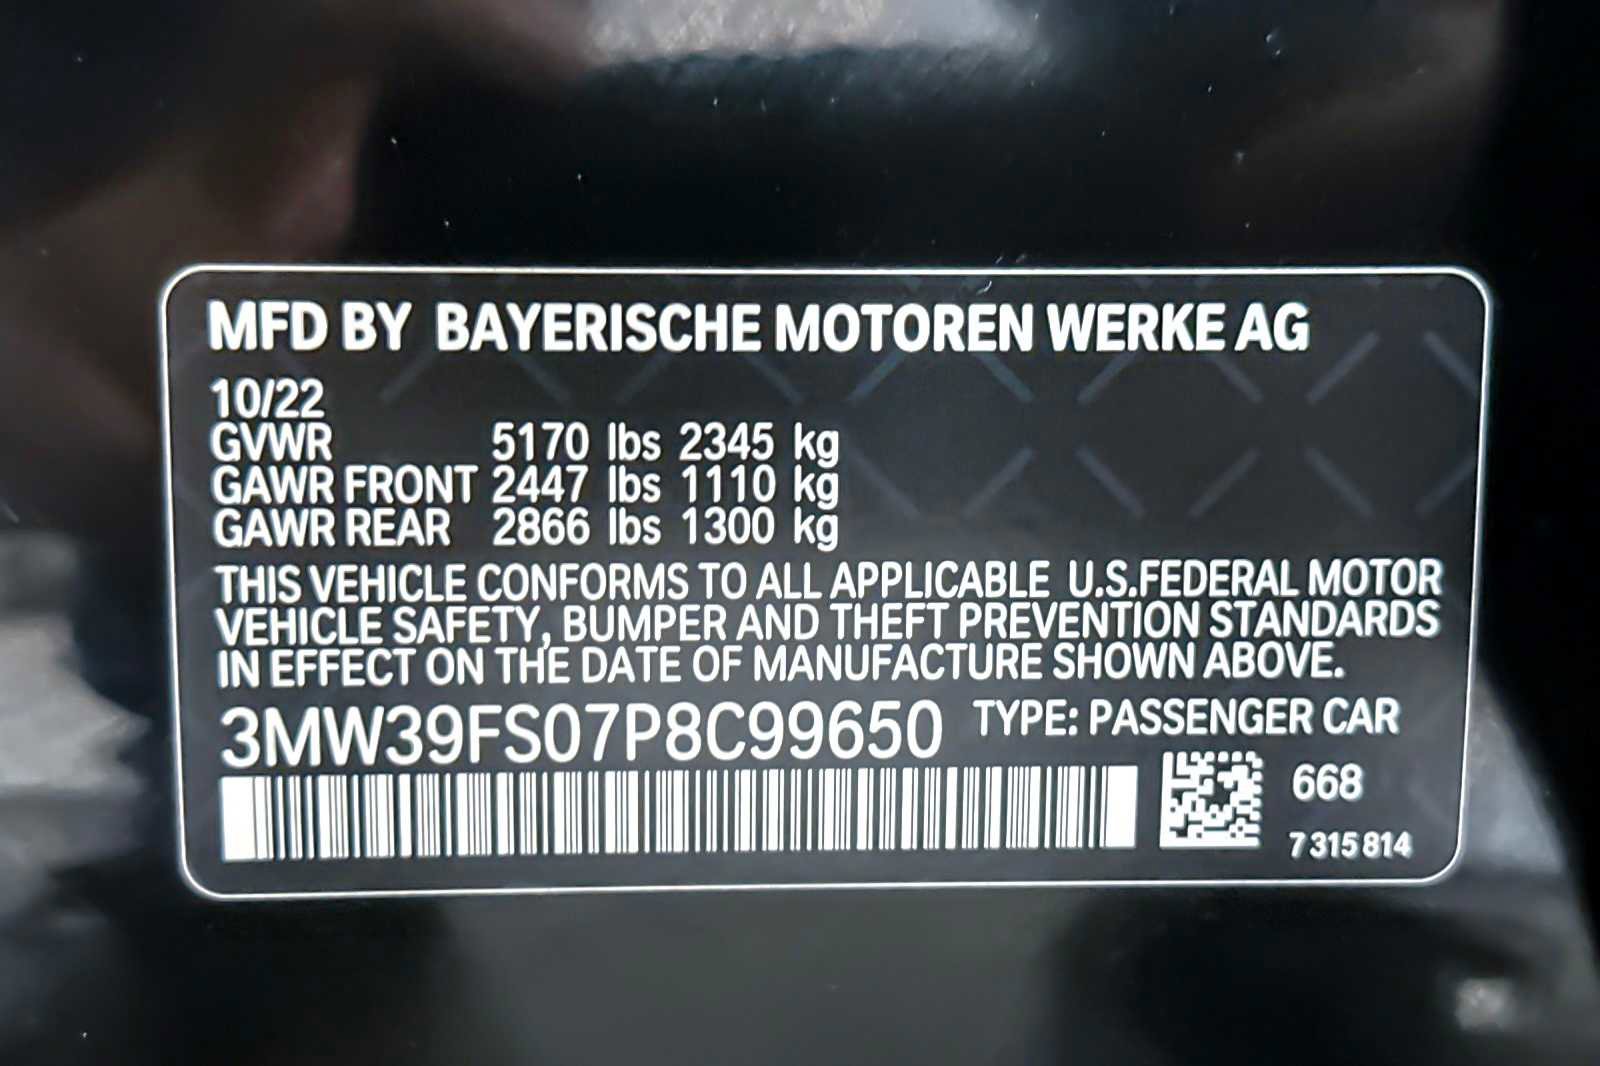 MFD BY BAYERISCHE MOTOREN WERKE AG
10/22
GVWR 5170 lbs 2345 kg
GAWR FRONT 2447 lbs 1110 kg
GAWR REAR 2866 lbs 1300 kg
THIS VEHICLE CONFORMS TO ALL APPLICABLE U.S.FEDERAL MOTOR
VEHICLE SAFETY, BUMPER AND THEFT PREVENTION STANDARDS
IN EFFECT ON THE DATE OF MANUFACTURE SHOWN ABOVE.
3MW39FS07P8C99650 TYPE: PASSENGER CAR
668
7 315 814